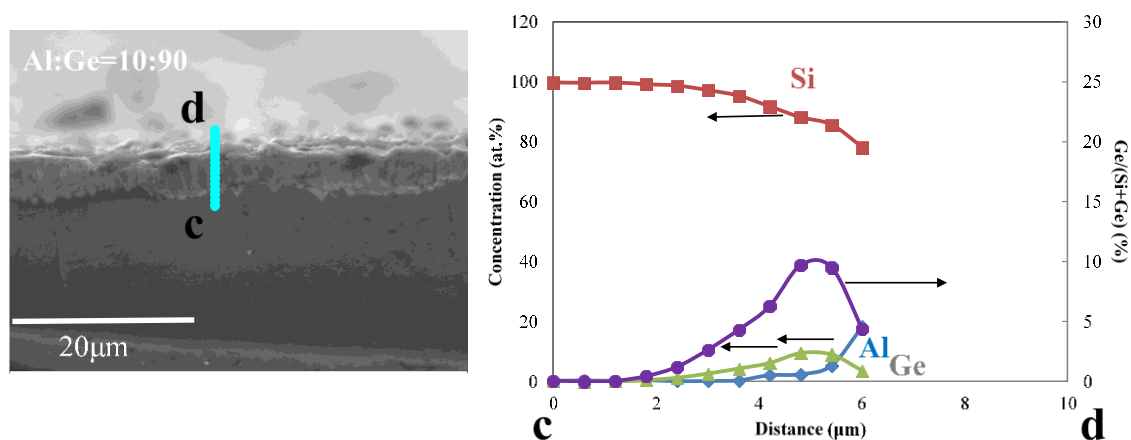 Al:Ge=10:90
d
c
20μm
120
100
80
60
40
20
0
Concentration (at.%)
Si
Al
Ge
30
25
20
15
10
5
0
Ge/(Si+Ge) (%)
0
2
4
6
8
10
c
Distance (μm)
d